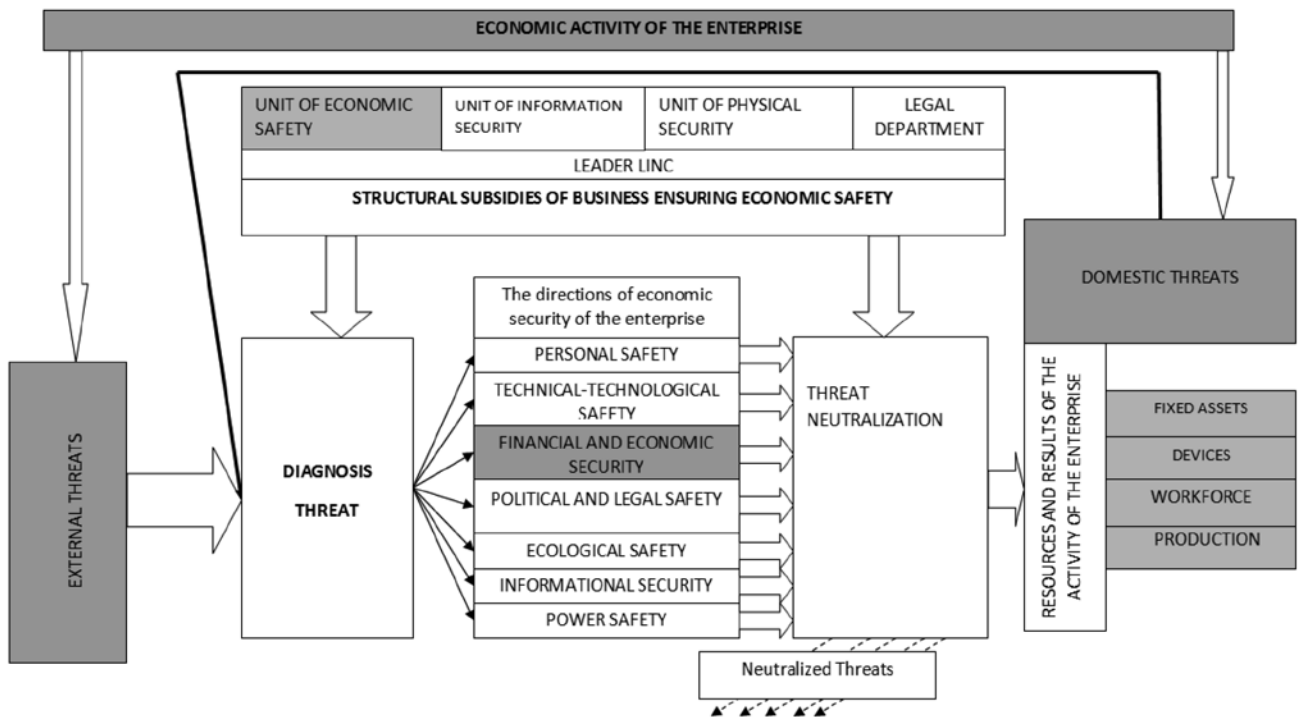 ECONOMIC ACTIVITY OF THE ENTERPRISE
UNIT OF ECONOMIC
SAFETY
UNIT OF INFORMATION
SECURITY
UNIT OF PHYSICAL
SECURITY
LEGAL
DEPARTMENT
LEADER LINC
STRUCTURAL SUBSIDIES OF BUSINESS ENSURING ECONOMIC SAFETY
EXTERNAL THREATS
DIAGNOSIS
THREAT
The directions of economic
security of the enterprise
PERSONAL SAFETY
TECHNICAL-TECHNOLOGICAL
SAFETY
FINANCIAL AND ECONOMIC
SECURITY
POLITICAL AND LEGAL SAFETY
ECOLOGICAL SAFETY
INFORMATIONAL SECURITY
POWER SAFETY
THREAT
NEUTRALIZATION
Neutralized Threats
DOMESTIC THREATS
RESOURCES AND RESULTS OF THE
ACTIVITY OF THE ENTERPRISE
FIXED ASSETS
DEVICES
WORKFORCE
PRODUCTION